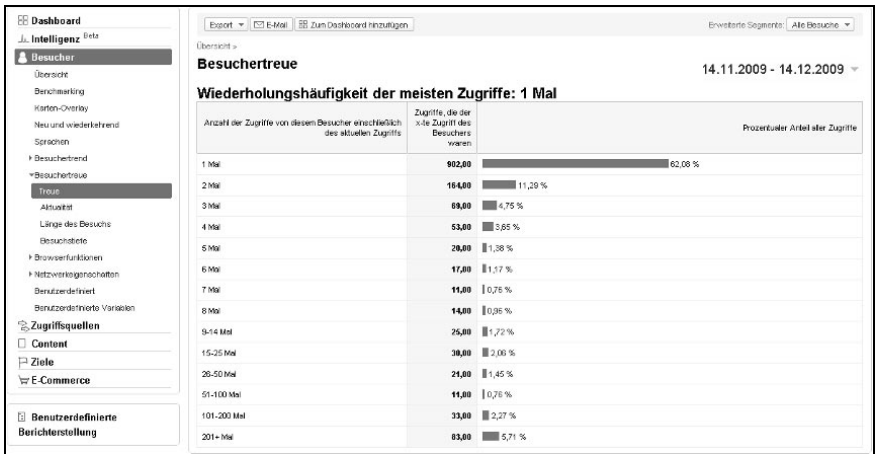 Dashboard
Intelligenz Beta
Besucher
Übersicht
Benchmarking
Karten-Overlay
Neu und wiederkehrend
Sprachen
Besuchertrend
Besuchertreue
Treue
Aktualität
Länge des Besuchs
Besuchstiefe
Browserfunktionen
Netzwerkeigenschaften
Benutzerdefiniert
Benutzerdefinierte Variablen
Zugriffsquellen
Content
Ziele
E-Commerce
Benutzerdefinierte
Berichterstellung
Export E-Mail Zum Dashboard hinzufügen Erweiterte Segmente: Alle Besuche
Übersicht »
Besuchertreue
14.11.2009 - 14.12.2009
Wiederholungshäufigkeit der meisten Zugriffe: 1 Mal
Anzahl der Zugriffe von diesem Besucher einschließlich
des aktuellen Zugriffs
Zugriffe, die der
x-te Zugriff des
Besuchers
waren
Prozentualer Anteil aller Zugriffe
1 Mal 902,00 62,08 %
2 Mal 164,00 11,29 %
3 Mal 69,00 4,75 %
4 Mal 53,00 3,65 %
5 Mal 20,00 1,38 %
6 Mal 17,00 1,17 %
7 Mal 11,00 0,76 %
8 Mal 14,00 0,96 %
9-14 Mal 25,00 1,72 %
15-25 Mal 30,00 2,06 %
26-50 Mal 21,00 1,45 %
51-100 Mal 11,00 0,76 %
101-200 Mal 33,00 2,27 %
201+ Mal 83,00 5,71 %